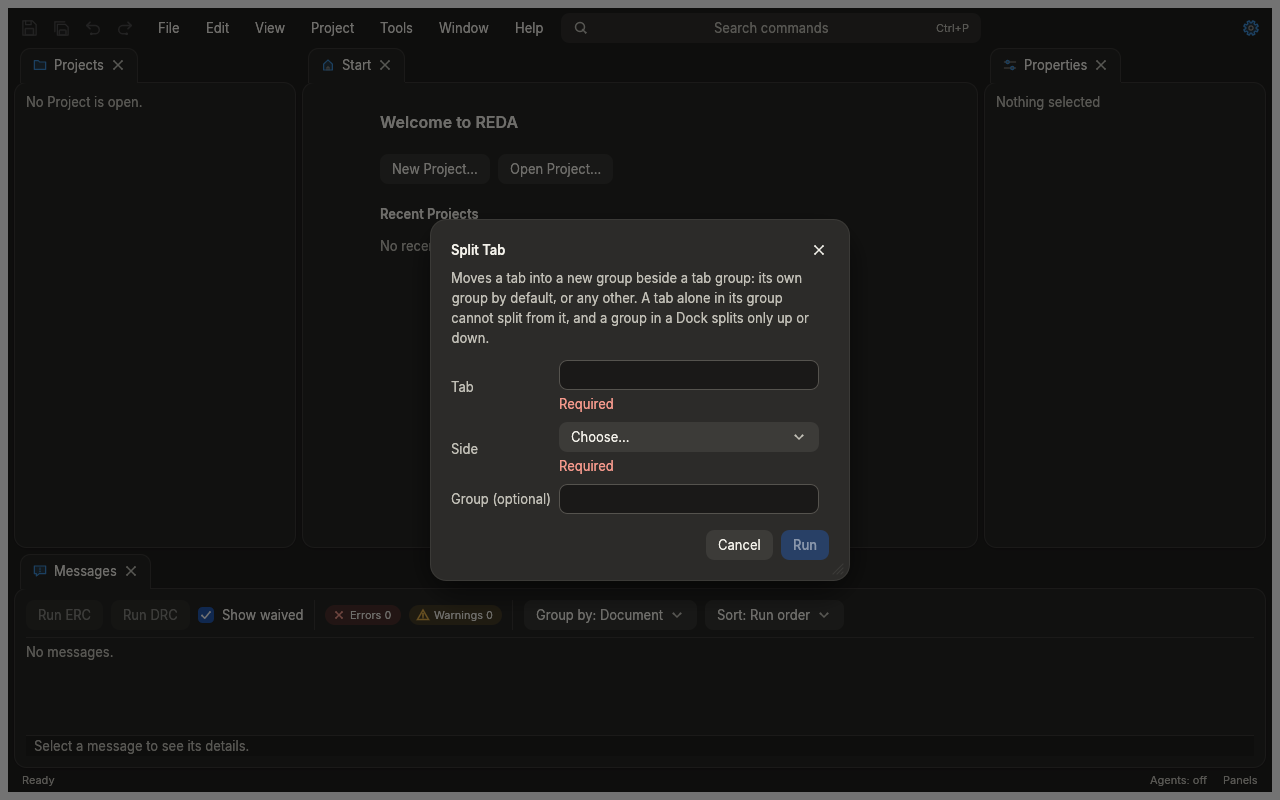 File Edit View Project Tools Window Help Search commands Ctrl+P
Projects Start Properties
No Project is open.
Nothing selected
Welcome to REDA
New Project... Open Project...
Recent Projects
No recen
Split Tab
Moves a tab into a new group beside a tab group: its own
group by default, or any other. A tab alone in its group
cannot split from it, and a group in a Dock splits only up or
down.
Tab
Required
Side Choose...
Required
Group (optional)
Cancel Run
Messages
Run ERC Run DRC Show waived Errors 0 Warnings 0 Group by: Document Sort: Run order
No messages.
Select a message to see its details.
Ready Agents: off Panels